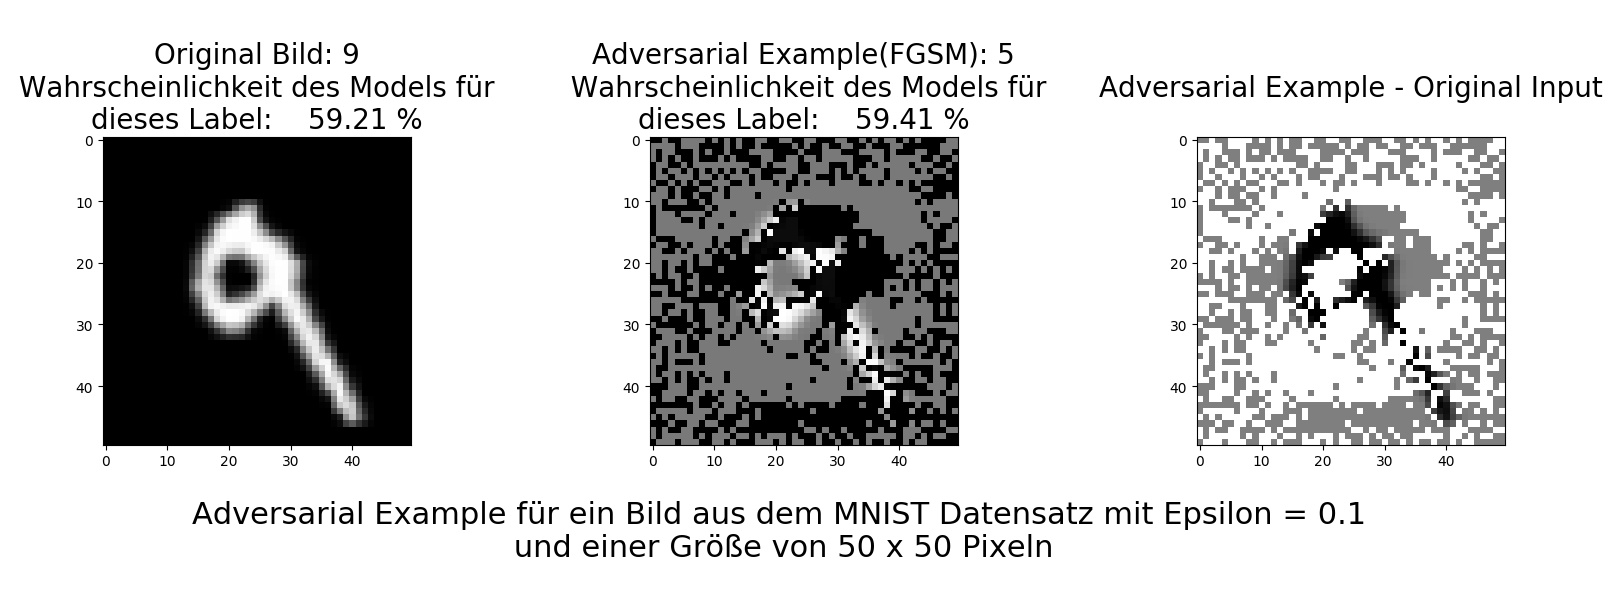 Original Bild: 9
Wahrscheinlichkeit des Models für
dieses Label: 59.21 %
0
10
20
30
40
0 10 20 30 40
Adversarial Example(FGSM): 5
Wahrscheinlichkeit des Models für
dieses Label: 59.41 %
0
10
20
30
40
0 10 20 30 40
Adversarial Example - Original Input
0
10
20
30
40
0 10 20 30 40
Adversarial Example für ein Bild aus dem MNIST Datensatz mit Epsilon = 0.1
und einer Größe von 50 x 50 Pixeln